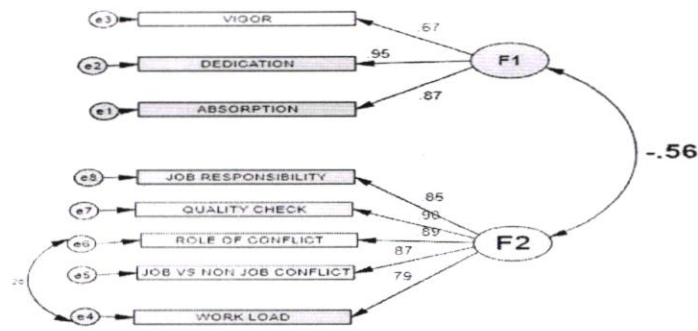 e3 VIGOR .67
e2 DEDICATION .95 F1
e1 ABSORPTION .87
-.56
e8 JOB RESPONSIBILITY .85
e7 QUALITY CHECK 90
e6 ROLE OF CONFLICT 89 F2
e5 JOB VS NON JOB CONFLICT 87
e4 WORK LOAD 79